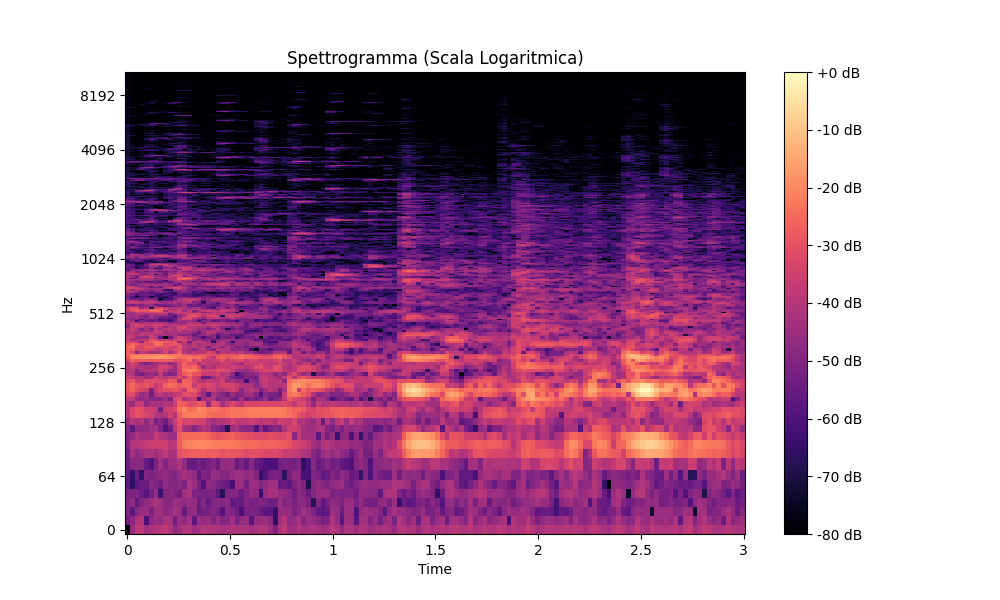 Spettrogramma (Scala Logaritmica)
Hz
8192
4096
2048
1024
512
256
128
64
0
0 0.5 1 1.5 2 2.5 3
Time
+0 dB
-10 dB
-20 dB
-30 dB
-40 dB
-50 dB
-60 dB
-70 dB
-80 dB